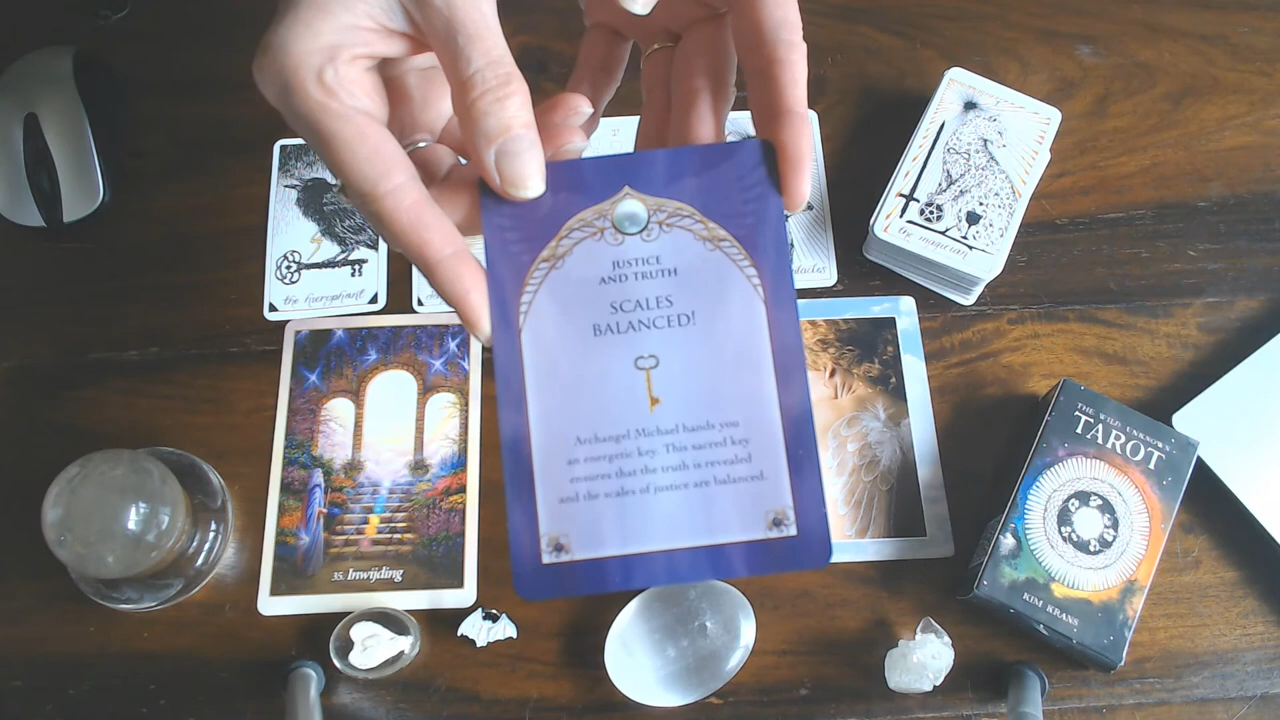 the hierophant
the magician
JUSTICE
AND TRUTH
SCALES
BALANCED!
Archangel Michael hands you
an energetic key. This sacred key
ensures that the truth is revealed
and the scales of justice are balanced.
35. Inwijding
THE WILD UNKNOWN
TAROT
KIM KRANS